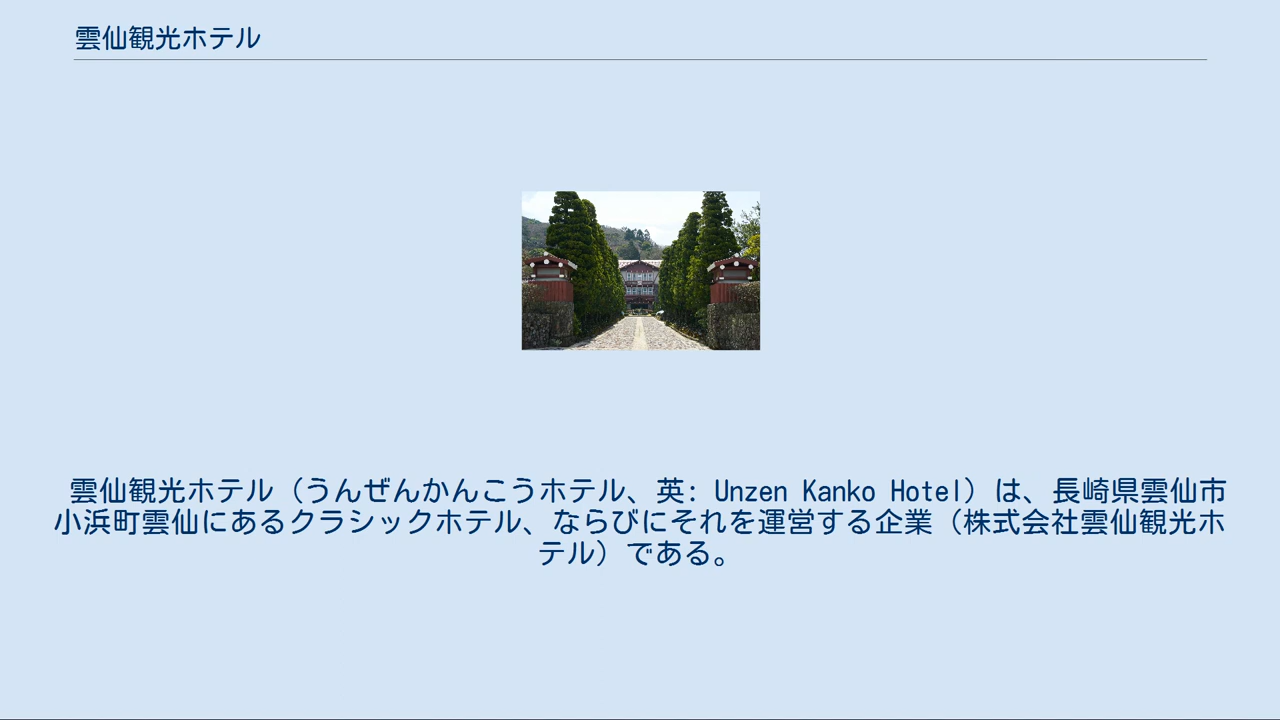 雲仙観光ホテル
雲仙観光ホテル（うんぜんかんこうホテル、英: Unzen Kanko Hotel）は、長崎県雲仙市
小浜町雲仙にあるクラシックホテル、ならびにそれを運営する企業（株式会社雲仙観光ホ
テル）である。